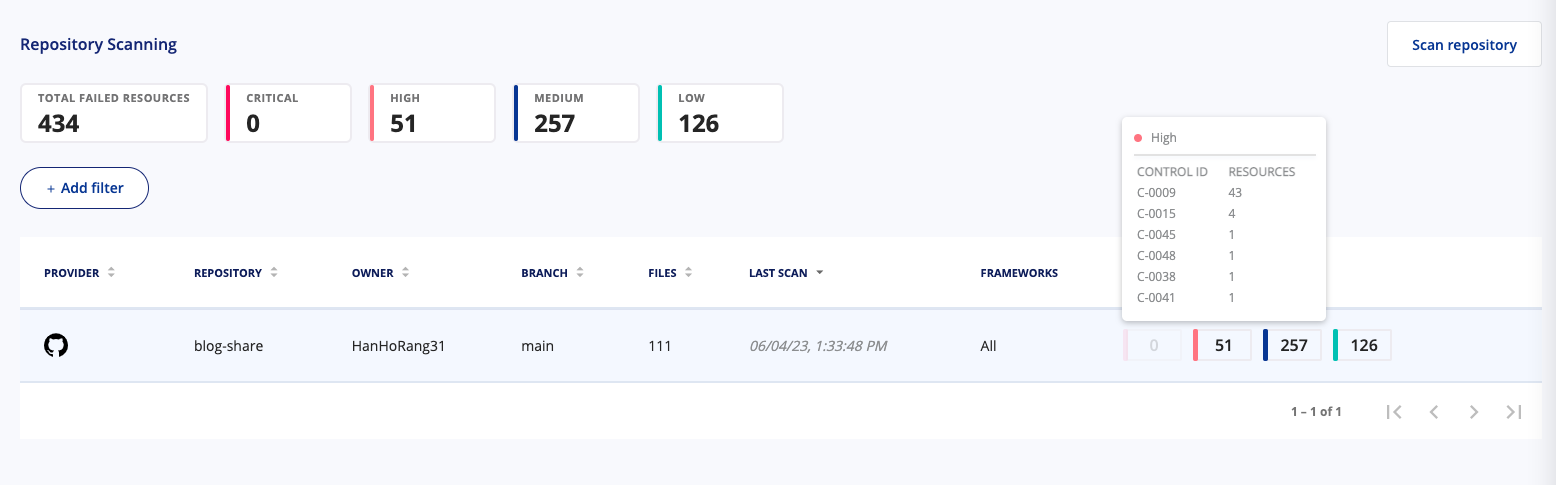 Repository Scanning
Scan repository
TOTAL FAILED RESOURCES
434
CRITICAL
0
HIGH
51
MEDIUM
257
LOW
126
+ Add filter
High
CONTROL ID RESOURCES
C-0009 43
C-0015 4
C-0045 1
C-0048 1
C-0038 1
C-0041 1
PROVIDER REPOSITORY OWNER BRANCH FILES LAST SCAN FRAMEWORKS
blog-share HanHoRang31 main 111 06/04/23, 1:33:48 PM All 0 51 257 126
1 – 1 of 1